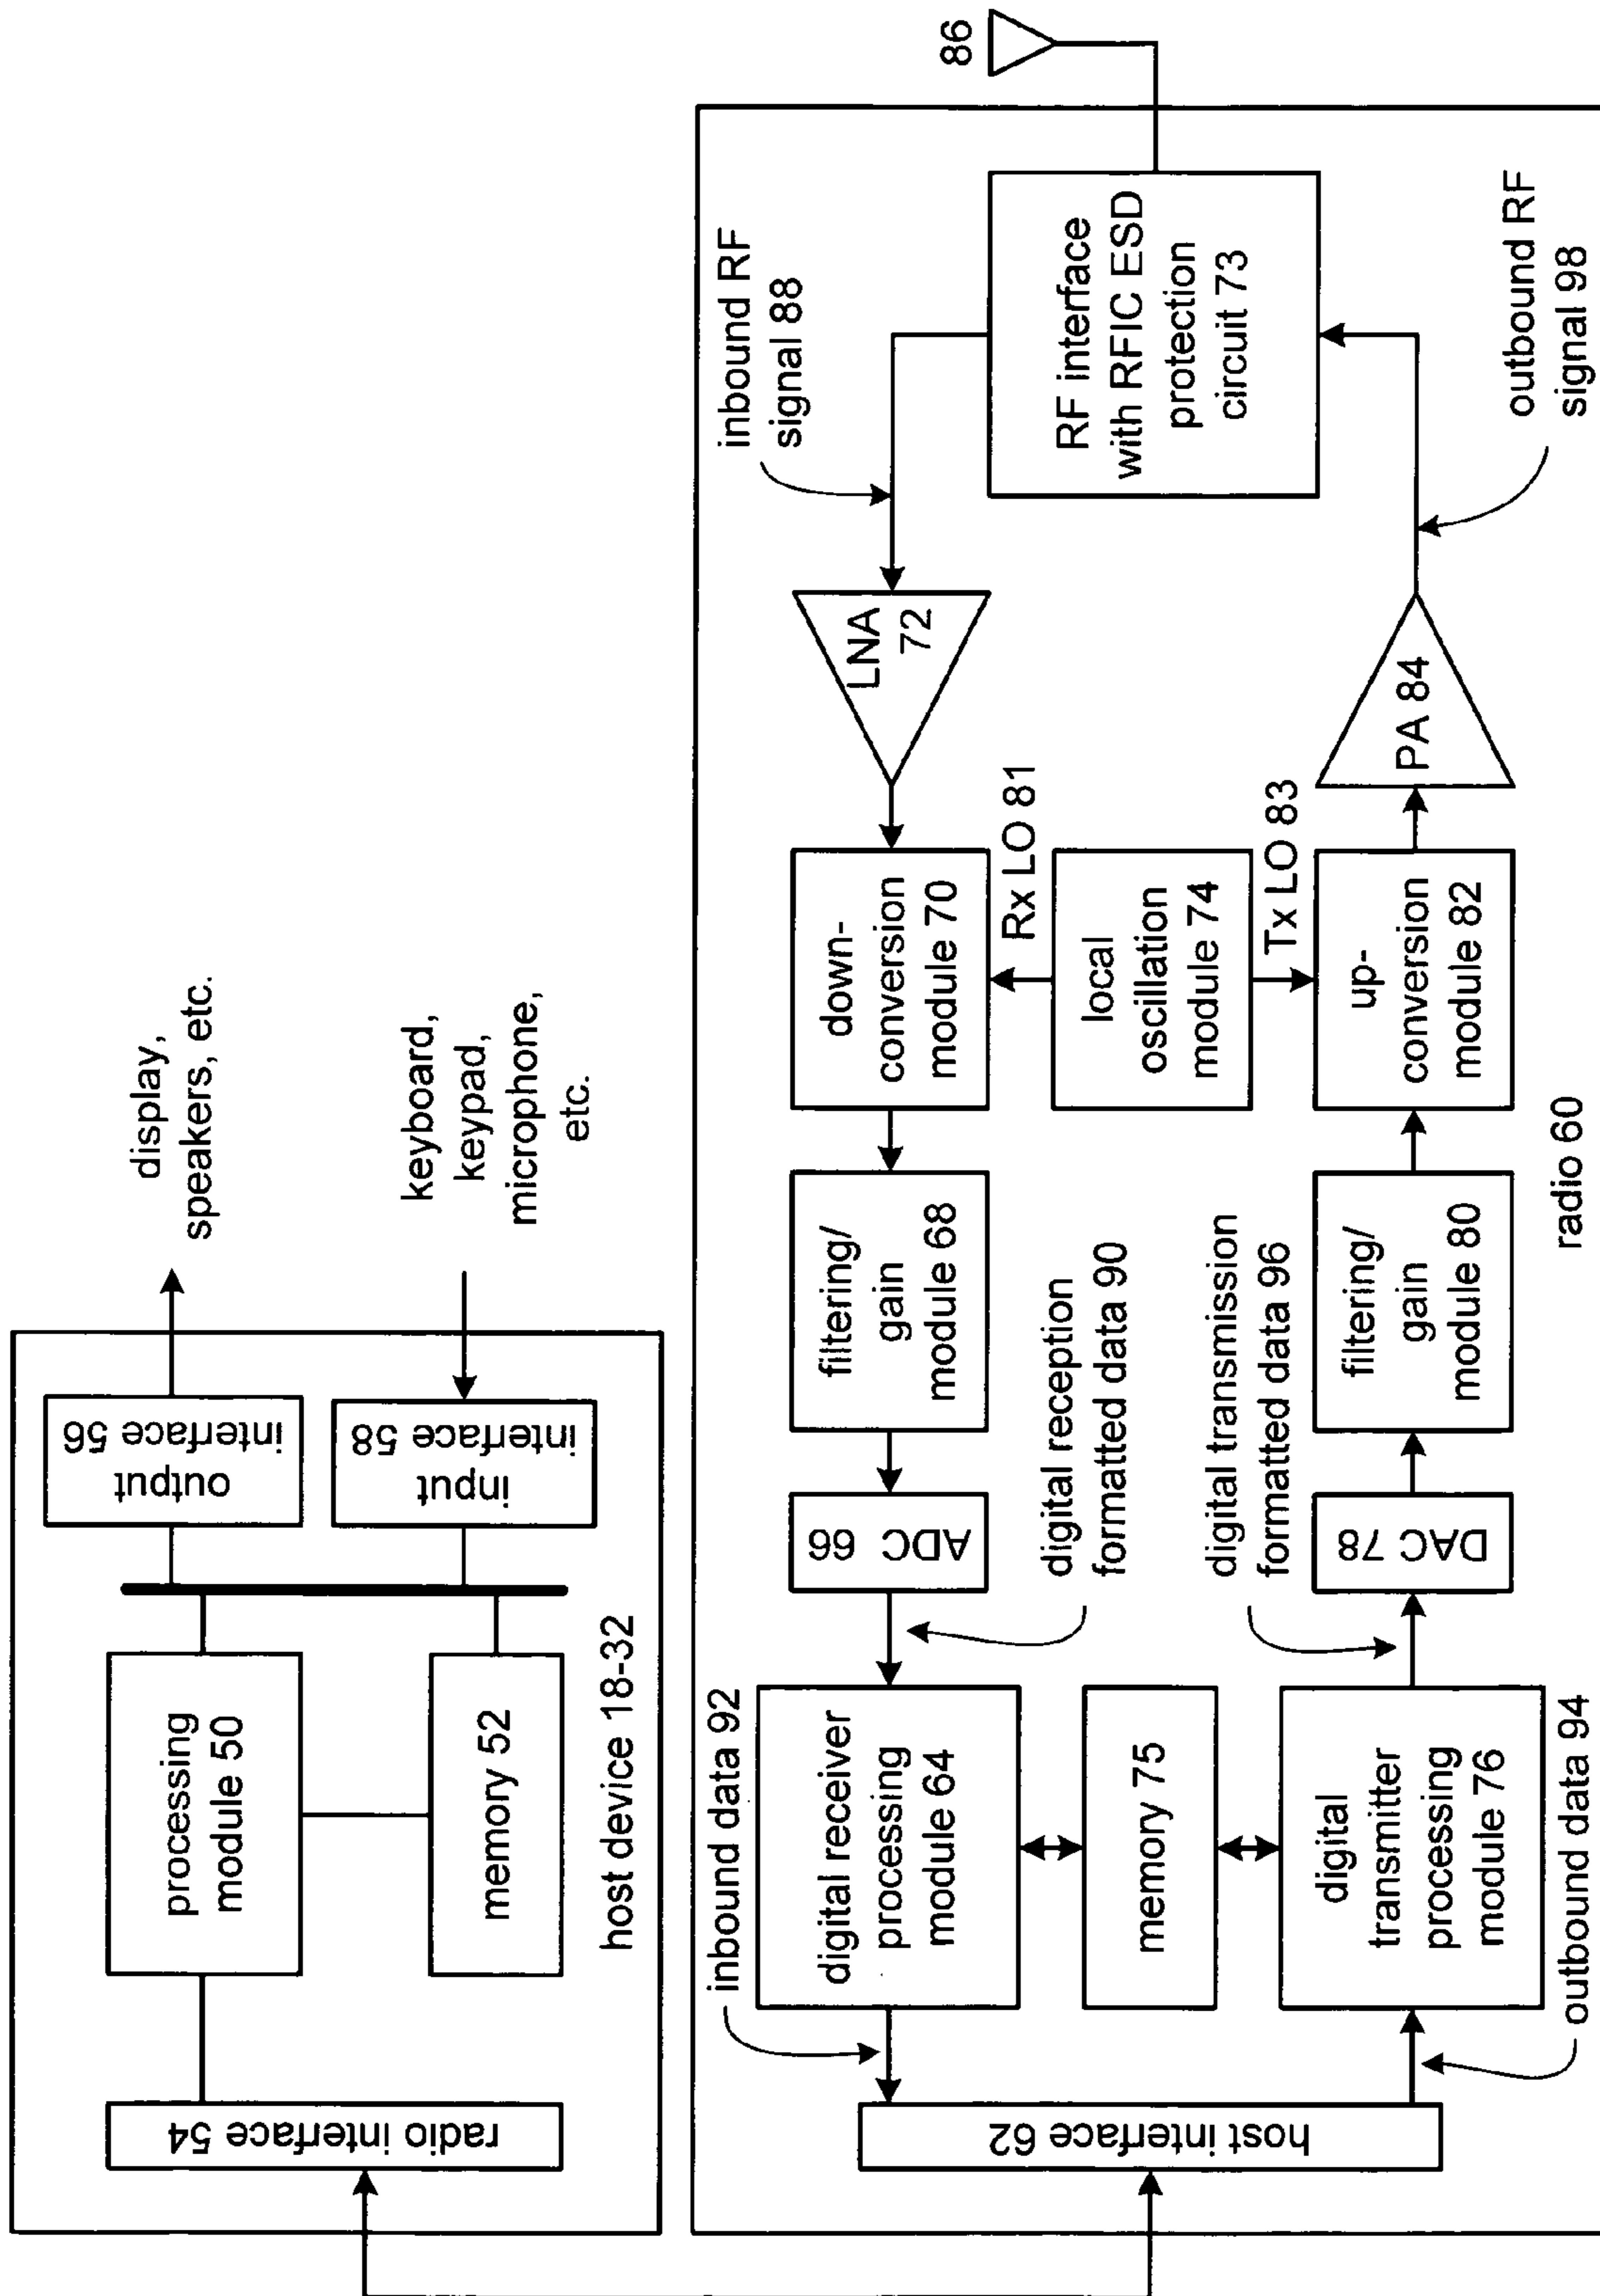 display,
speakers, etc.
keyboard,
keypad,
microphone,
etc.
output
interface 56
input
interface 58
processing
module 50
memory 52
radio interface 54
host device 18-32
86
inbound RF
signal 88
RF interface
with RFIC ESD
protection
circuit 73
outbound RF
signal 98
LNA
72
PA 84
down-
conversion
module 70
Rx LO 81
local
oscillation
module 74
Tx LO 83
up-
conversion
module 82
filtering/
gain
module 68
filtering/
gain
module 80
radio 60
ADC 66
digital reception
formatted data 90
digital transmission
formatted data 96
DAC 78
inbound data 92
digital receiver
processing
module 64
memory 75
digital
transmitter
processing
module 76
outbound data 94
host interface 62